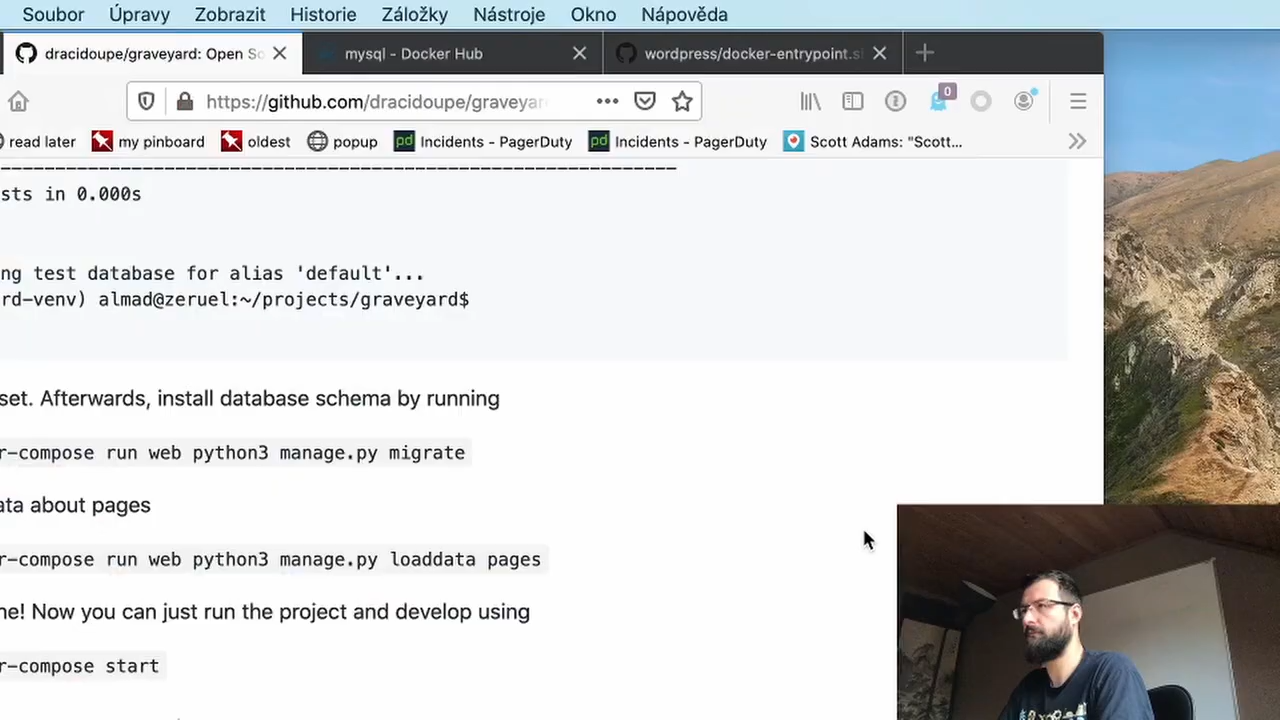 Soubor Úpravy Zobrazit Historie Záložky Nástroje Okno Nápověda
dracidoupe/graveyard: Open So mysql - Docker Hub wordpress/docker-entrypoint.s
https://github.com/dracidoupe/graveyar 0
read later my pinboard oldest popup pd Incidents - PagerDuty pd Incidents - PagerDuty Scott Adams: "Scott...
sts in 0.000s
ng test database for alias 'default'...
rd-venv) almad@zeruel:~/projects/graveyard$
set. Afterwards, install database schema by running
r-compose run web python3 manage.py migrate
ata about pages
r-compose run web python3 manage.py loaddata pages
ne! Now you can just run the project and develop using
r-compose start